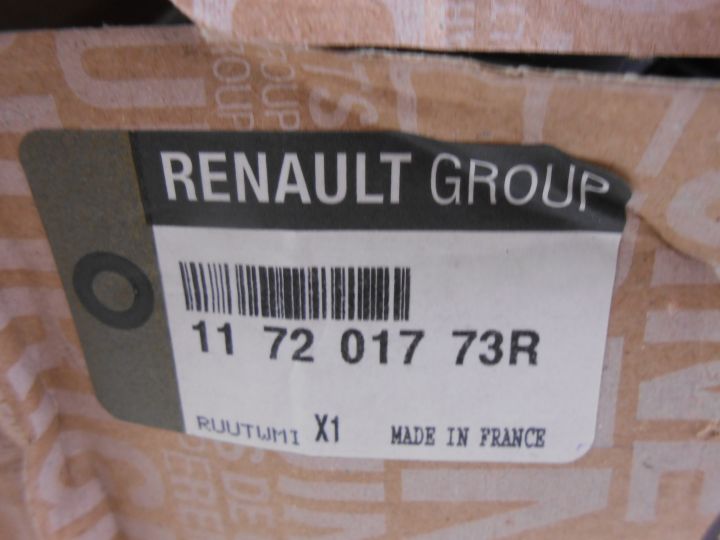 RENAULT GROUP
11 72 017 73R
RUUTWMI X1 MADE IN FRANCE